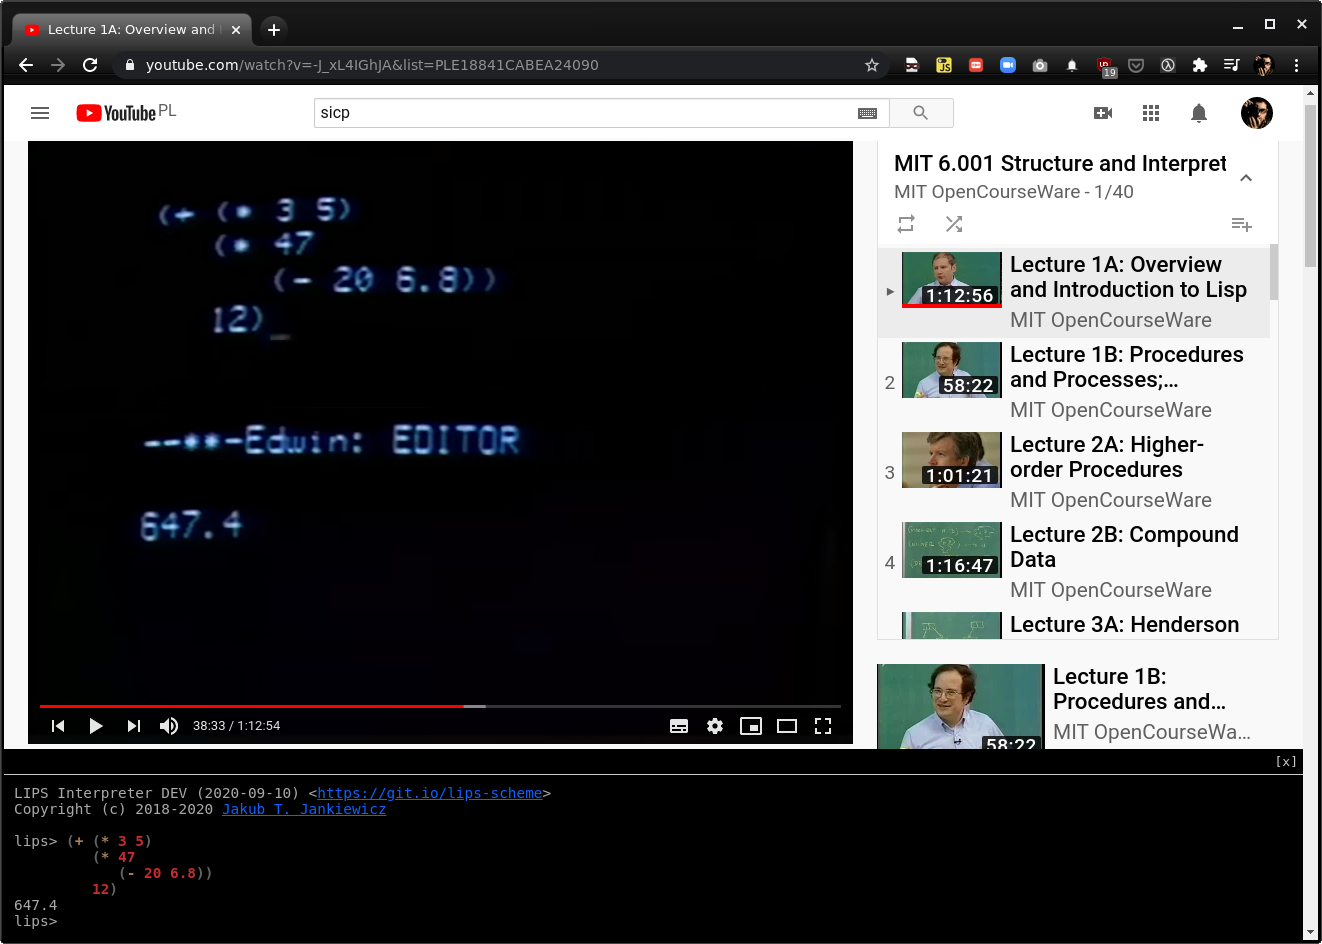 Lecture 1A: Overview and
youtube.com/watch?v=-J_xL4IGhJA&list=PLE18841CABEA24090
JS
19
YouTube PL
sicp
(+ (* 3 5)
(* 47
(- 20 6.8))
12)_
--**-Edwin: EDITOR
647.4
38:33 / 1:12:54
MIT 6.001 Structure and Interpret
MIT OpenCourseWare - 1/40
1:12:56
Lecture 1A: Overview
and Introduction to Lisp
MIT OpenCourseWare
2
58:22
Lecture 1B: Procedures
and Processes;...
MIT OpenCourseWare
3
1:01:21
Lecture 2A: Higher-
order Procedures
MIT OpenCourseWare
4
1:16:47
Lecture 2B: Compound
Data
MIT OpenCourseWare
Lecture 3A: Henderson
58:22
Lecture 1B:
Procedures and...
MIT OpenCourseWa...
[x]
LIPS Interpreter DEV (2020-09-10) <https://git.io/lips-scheme>
Copyright (c) 2018-2020 Jakub T. Jankiewicz
lips> (+ (* 3 5)
(* 47
(- 20 6.8))
12)
647.4
lips>